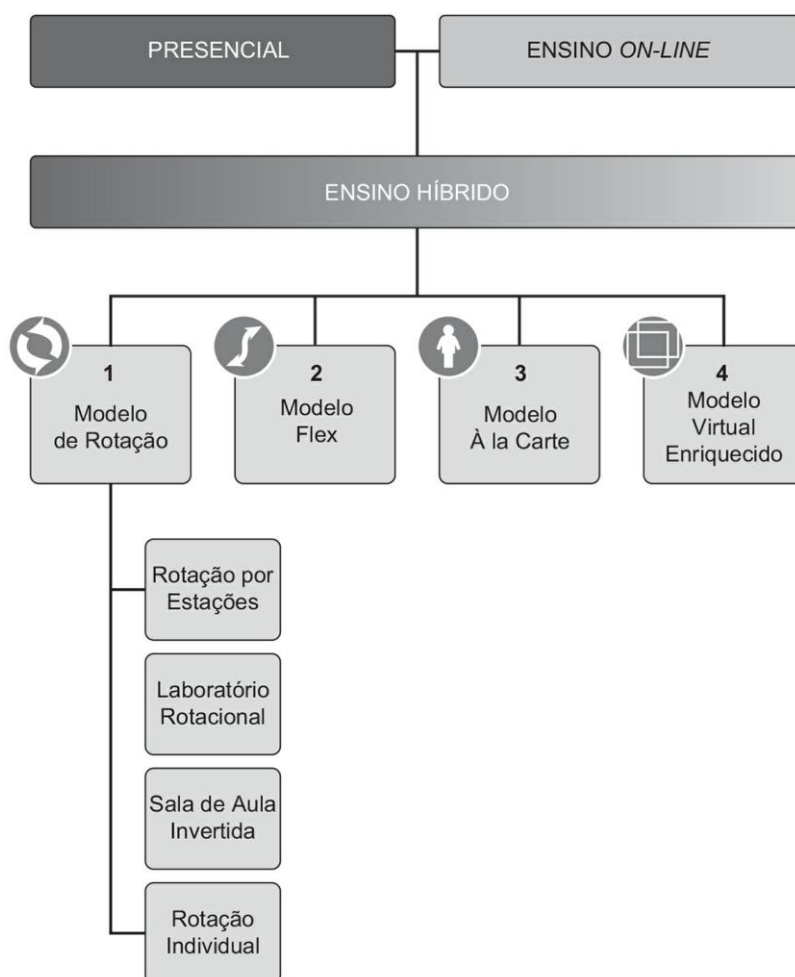 PRESENCIAL
ENSINO ON-LINE
ENSINO HÍBRIDO
1
Modelo
de Rotação
2
Modelo
Flex
3
Modelo
À la Carte
4
Modelo
Virtual
Enriquecido
Rotação por
Estações
Laboratório
Rotacional
Sala de Aula
Invertida
Rotação
Individual